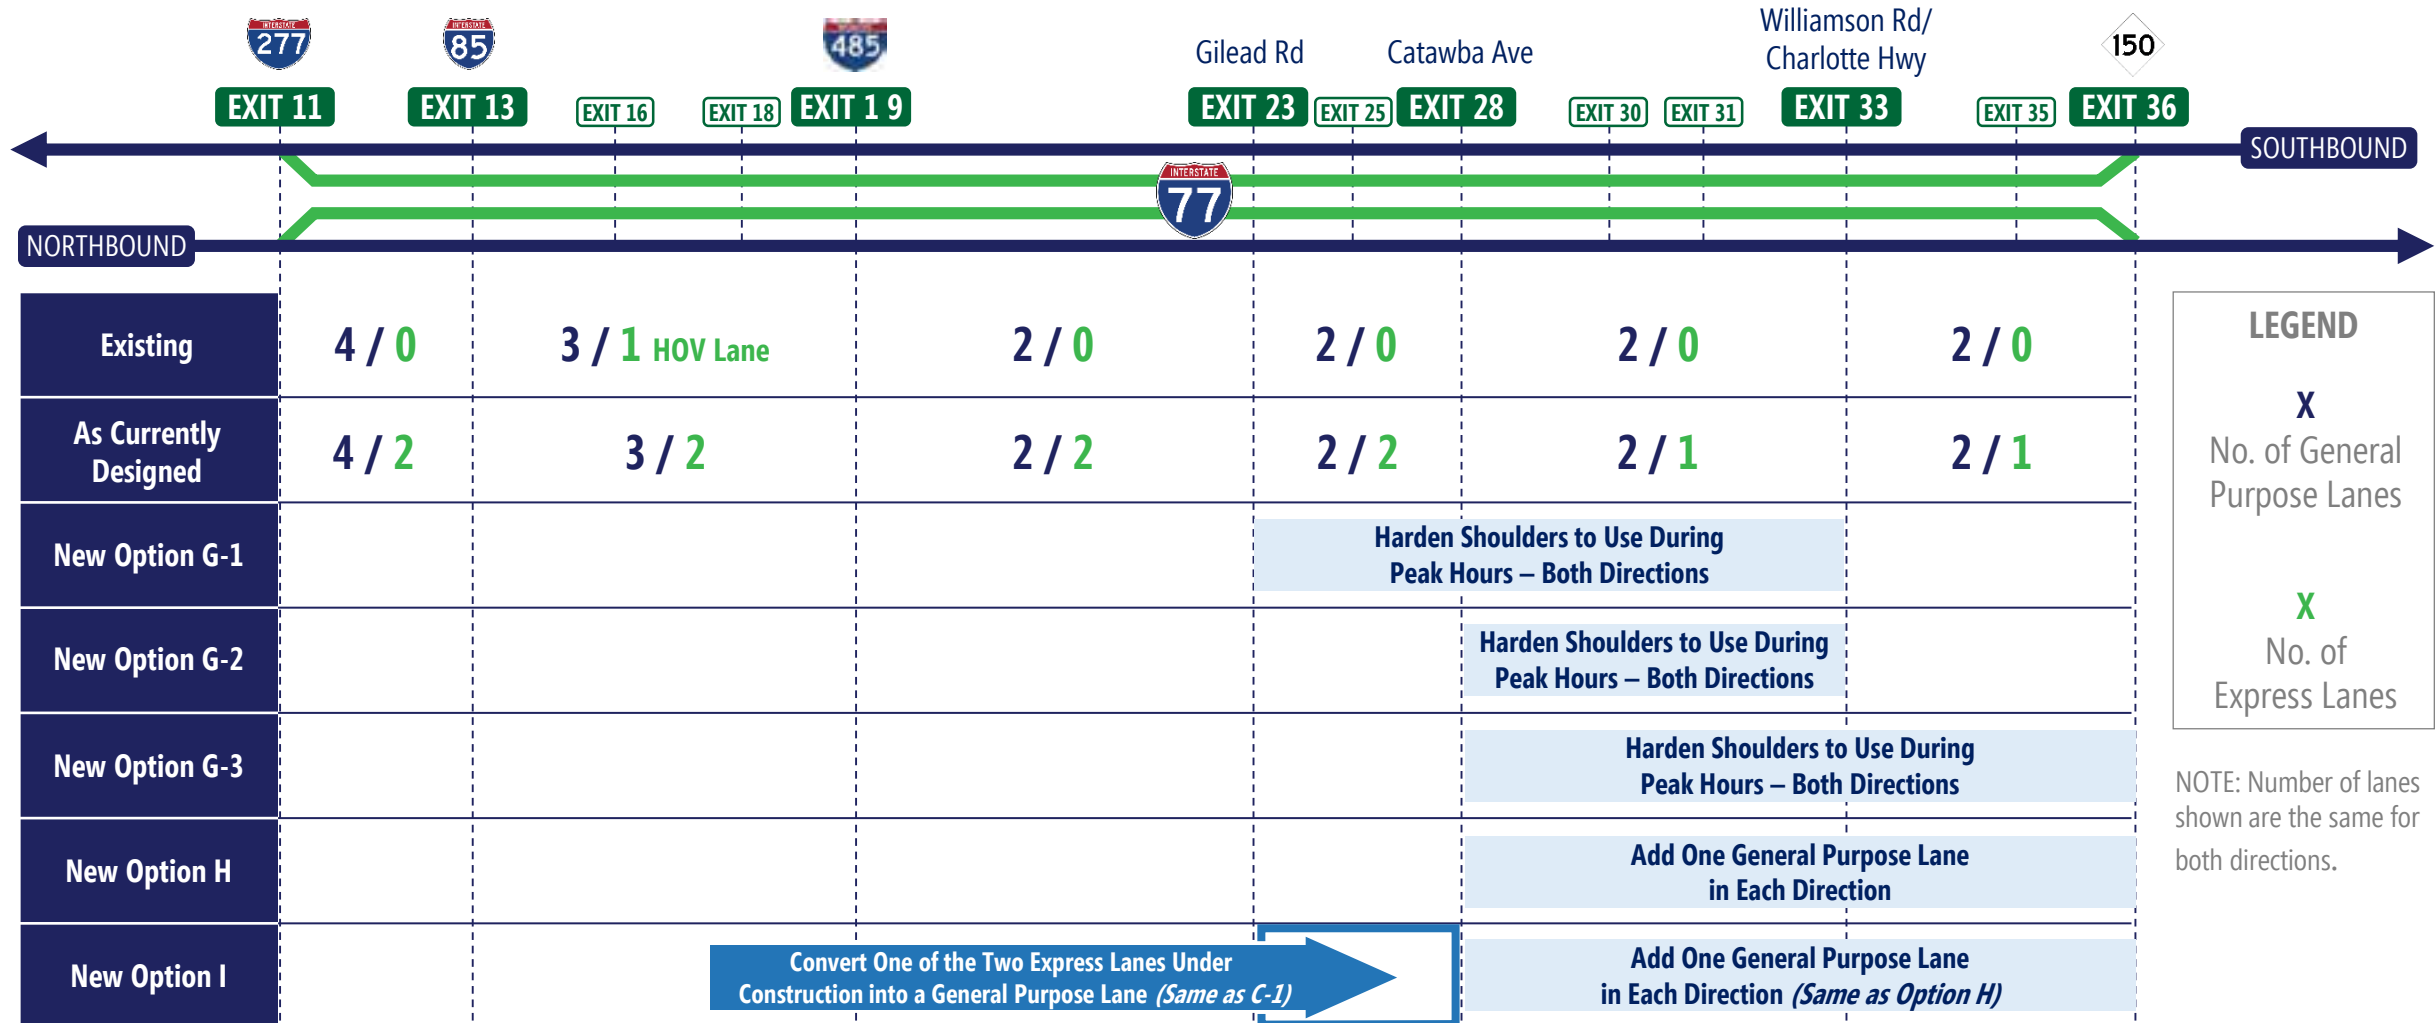 INTERSTATE
277
INTERSTATE
85
485
Gilead Rd
Catawba Ave
Williamson Rd/
Charlotte Hwy
150
EXIT 11
EXIT 13
EXIT 16
EXIT 18
EXIT 1 9
EXIT 23
EXIT 25
EXIT 28
EXIT 30
EXIT 31
EXIT 33
EXIT 35
EXIT 36
SOUTHBOUND
INTERSTATE
77
NORTHBOUND
Existing
4 / 0
3 / 1 HOV Lane
2 / 0
2 / 0
2 / 0
2 / 0
As Currently
Designed
4 / 2
3 / 2
2 / 2
2 / 2
2 / 1
2 / 1
New Option G-1
Harden Shoulders to Use During
Peak Hours – Both Directions
New Option G-2
Harden Shoulders to Use During
Peak Hours – Both Directions
New Option G-3
Harden Shoulders to Use During
Peak Hours – Both Directions
New Option H
Add One General Purpose Lane
in Each Direction
New Option I
Convert One of the Two Express Lanes Under
Construction into a General Purpose Lane (Same as C-1)
Add One General Purpose Lane
in Each Direction (Same as Option H)
LEGEND
X
No. of General
Purpose Lanes
X
No. of
Express Lanes
NOTE: Number of lanes
shown are the same for
both directions.